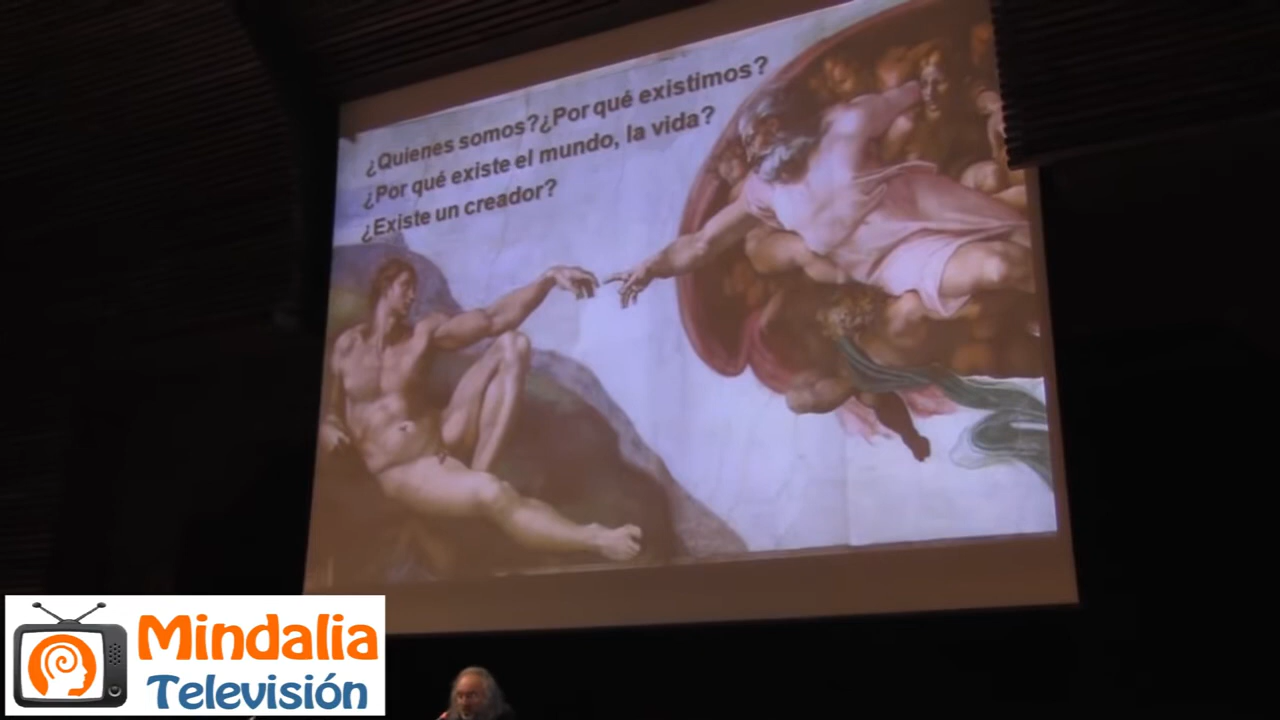 ¿Quienes somos?¿Por qué existimos?
¿Por qué existe el mundo, la vida?
¿Existe un creador?
Mindalia
Televisión